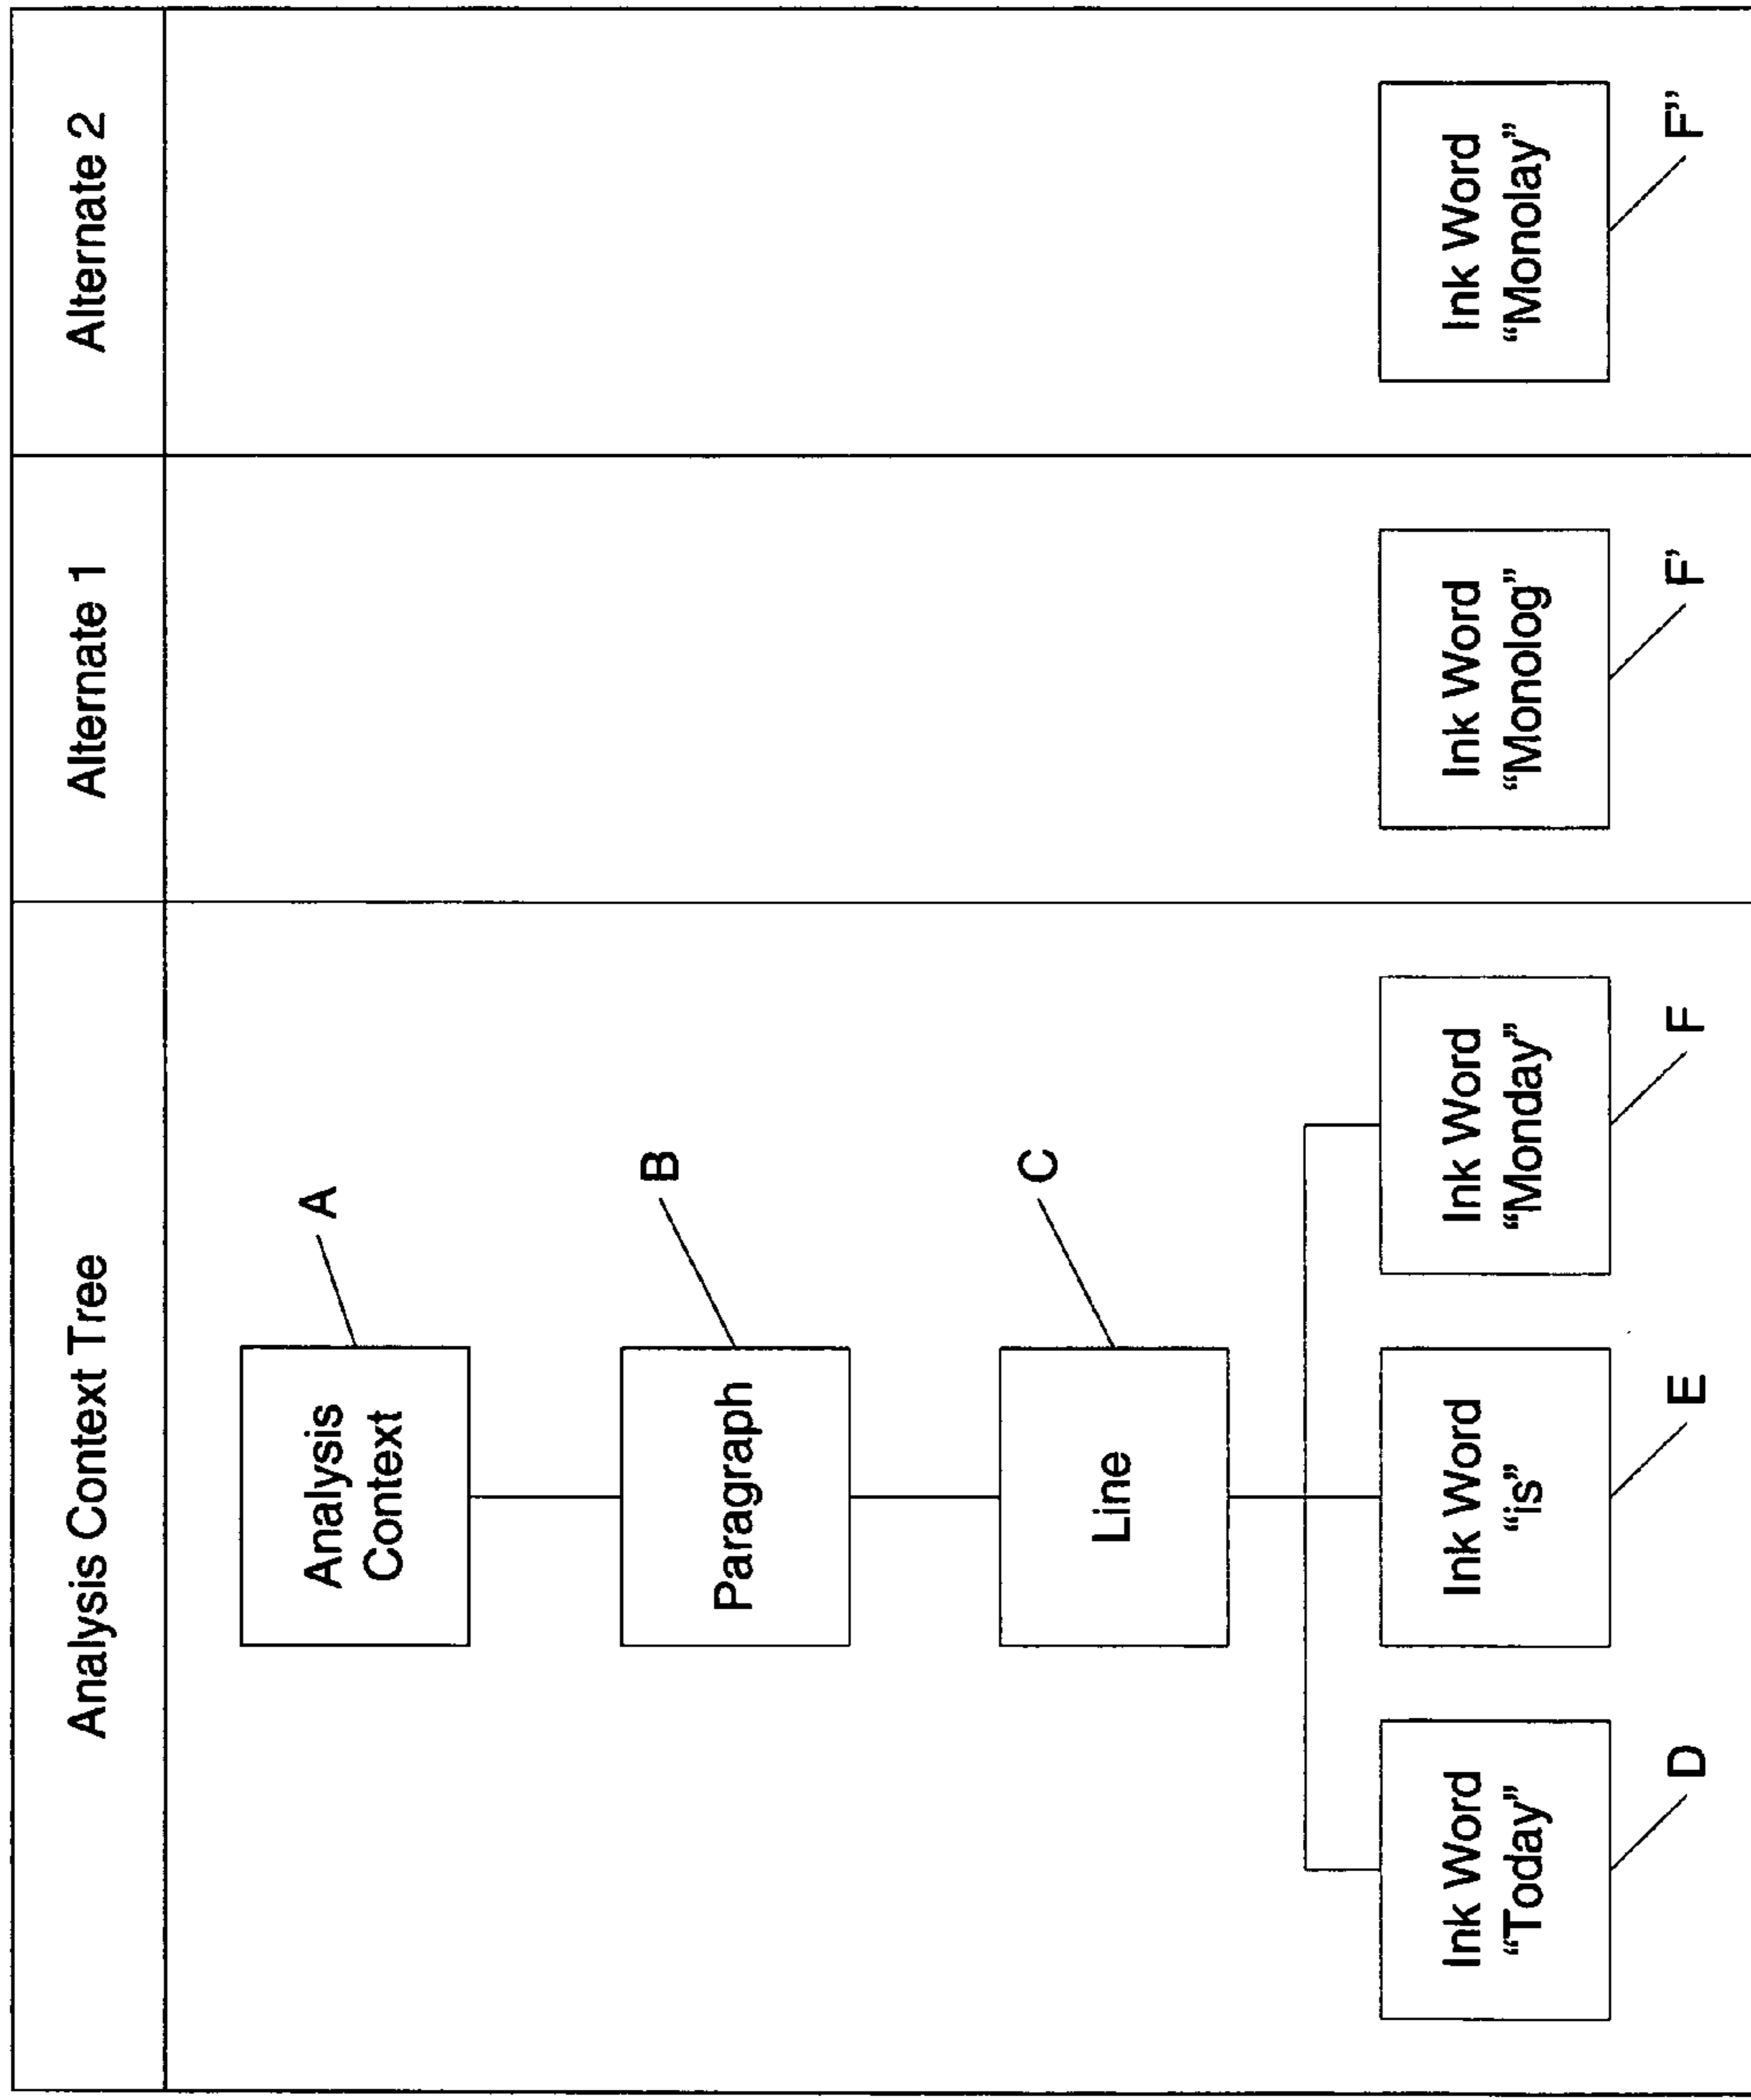 Analysis Context Tree
Alternate 1
Alternate 2
Analysis
Context
A
Paragraph
B
Line
C
Ink Word
“Today”
D
Ink Word
“is”
E
Ink Word
“Monday”
F
Ink Word
“Monolog”
F’
Ink Word
“Monolay”
F’’